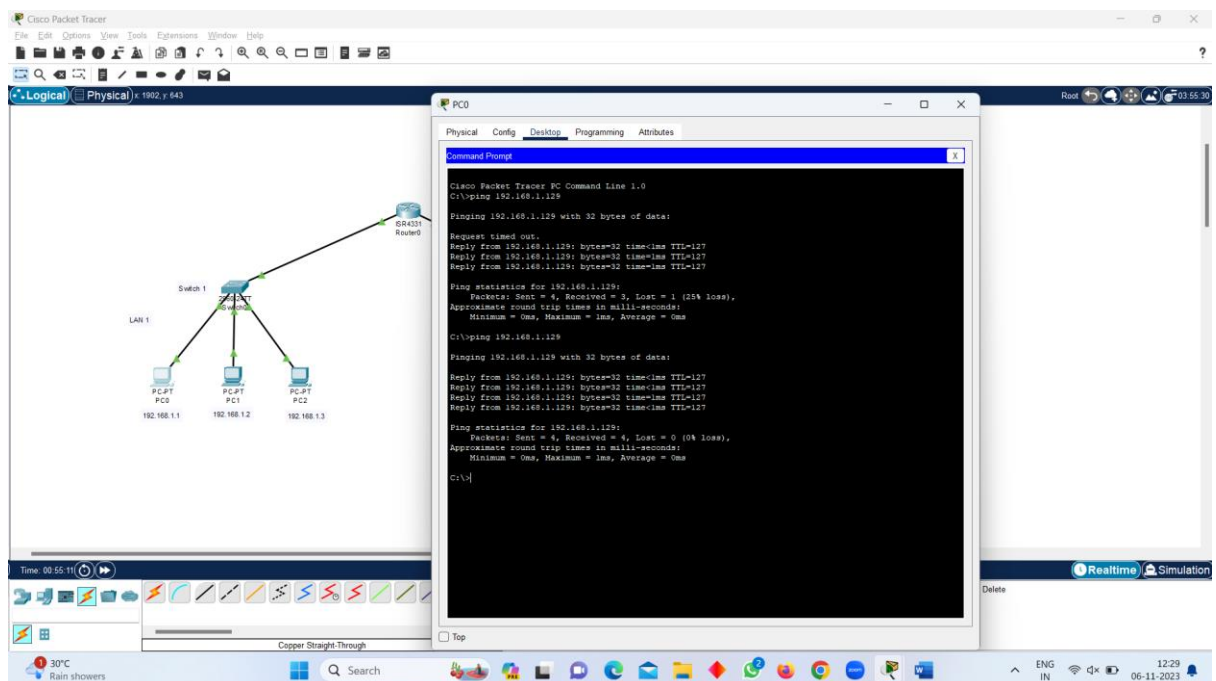 Cisco Packet Tracer
File Edit Options View Tools Extensions Window Help
?
Logical Physical x: 1902, y: 643
Root 03:55:30
PC0
Physical Config Desktop Programming Attributes
Command Prompt
X
Cisco Packet Tracer PC Command Line 1.0
C:\>ping 192.168.1.129
Pinging 192.168.1.129 with 32 bytes of data:
Request timed out.
Reply from 192.168.1.129: bytes=32 time<1ms TTL=127
Reply from 192.168.1.129: bytes=32 time=1ms TTL=127
Reply from 192.168.1.129: bytes=32 time=1ms TTL=127
Ping statistics for 192.168.1.129:
Packets: Sent = 4, Received = 3, Lost = 1 (25% loss),
Approximate round trip times in milli-seconds:
Minimum = 0ms, Maximum = 1ms, Average = 0ms
C:\>ping 192.168.1.129
Pinging 192.168.1.129 with 32 bytes of data:
Reply from 192.168.1.129: bytes=32 time<1ms TTL=127
Reply from 192.168.1.129: bytes=32 time<1ms TTL=127
Reply from 192.168.1.129: bytes=32 time<1ms TTL=127
Reply from 192.168.1.129: bytes=32 time=1ms TTL=127
Ping statistics for 192.168.1.129:
Packets: Sent = 4, Received = 4, Lost = 0 (0% loss),
Approximate round trip times in milli-seconds:
Minimum = 0ms, Maximum = 1ms, Average = 0ms
C:\>
Top
ISR4331
Router0
Switch 1
LAN 1
PC-PT
PC0
PC-PT
PC1
PC-PT
PC2
192.168.1.1
192.168.1.2
192.168.1.3
Time: 00:55:11
Realtime Simulation
Delete
Copper Straight-Through
1
30°C
Rain showers
Search
ENG
IN
12:29
06-11-2023